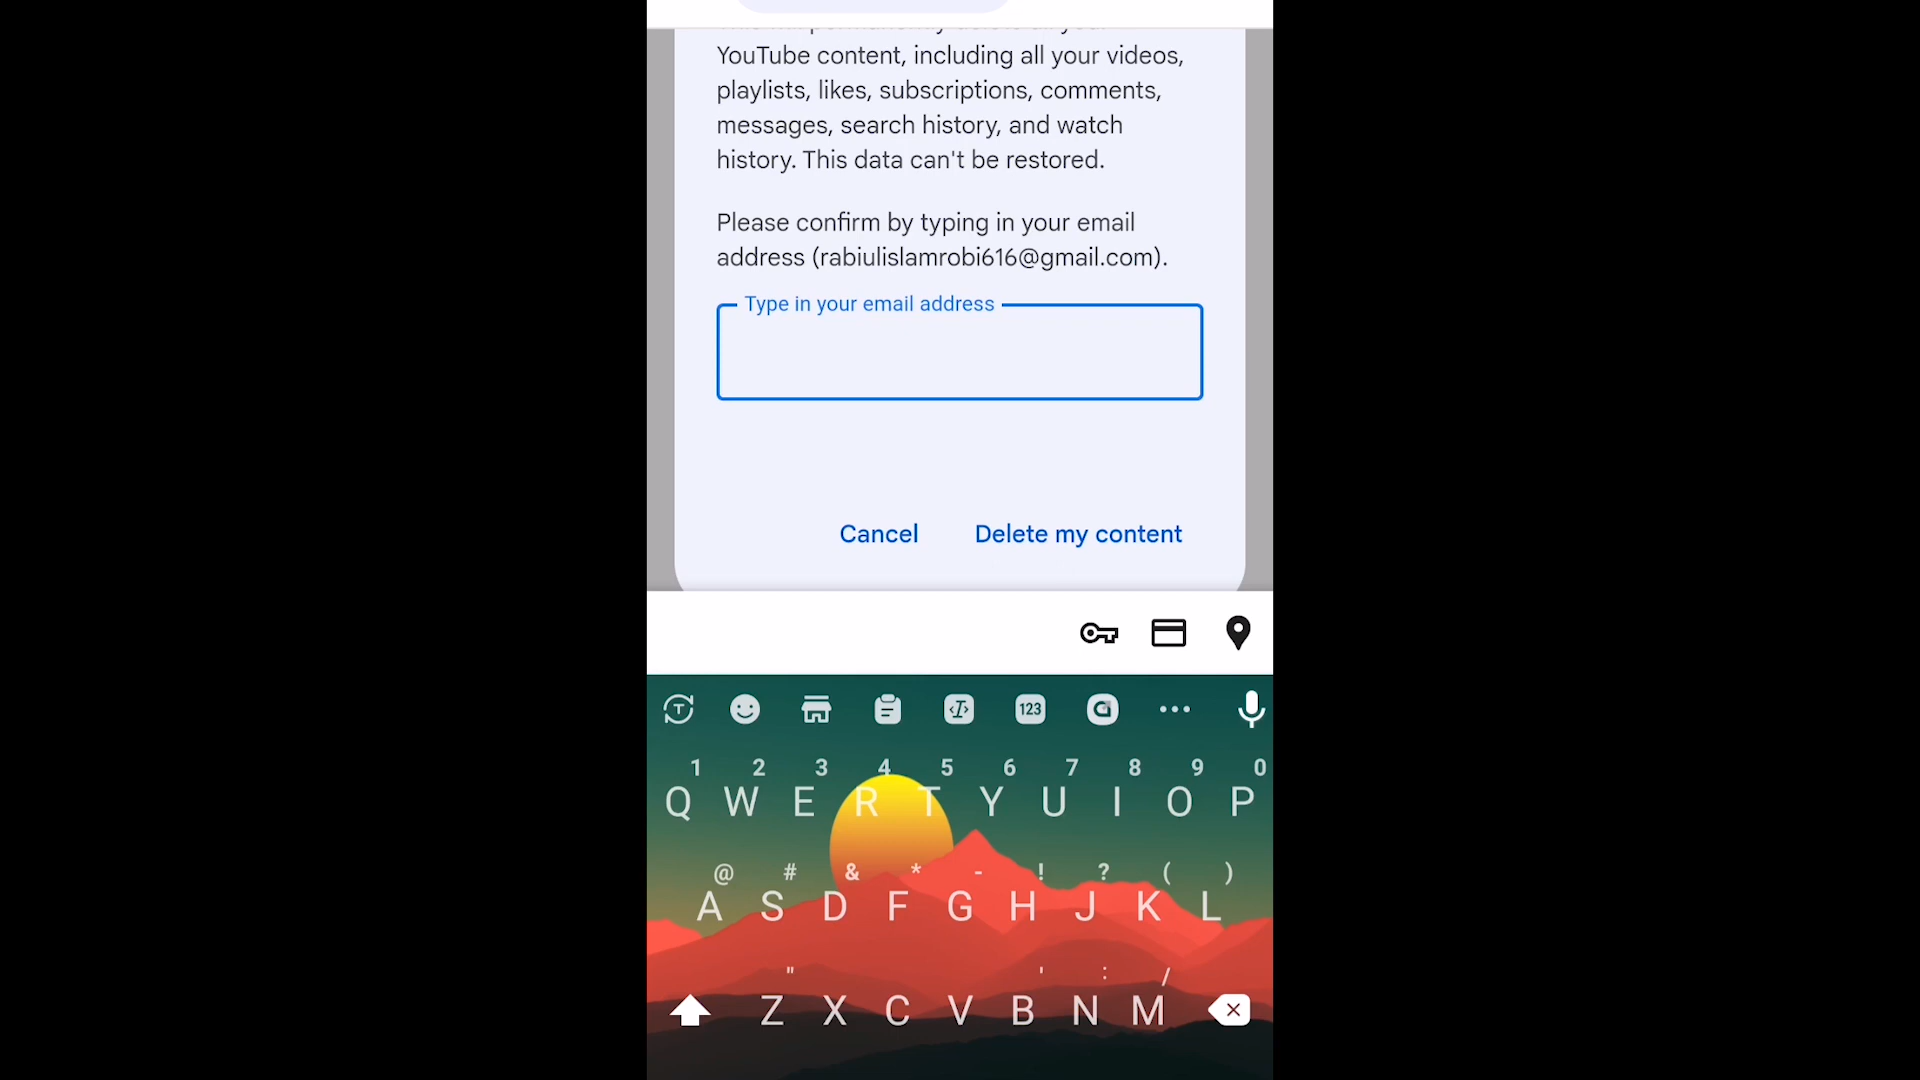 YouTube content, including all your videos,
playlists, likes, subscriptions, comments,
messages, search history, and watch
history. This data can't be restored.
Please confirm by typing in your email
address (rabiulislamrobi616@gmail.com).
Type in your email address
Cancel Delete my content
T 123
1 2 3 4 5 6 7 8 9 0
Q W E R T Y U I O P
@ # & * - ! ? ( )
A S D F G H J K L
" ' : /
Z X C V B N M